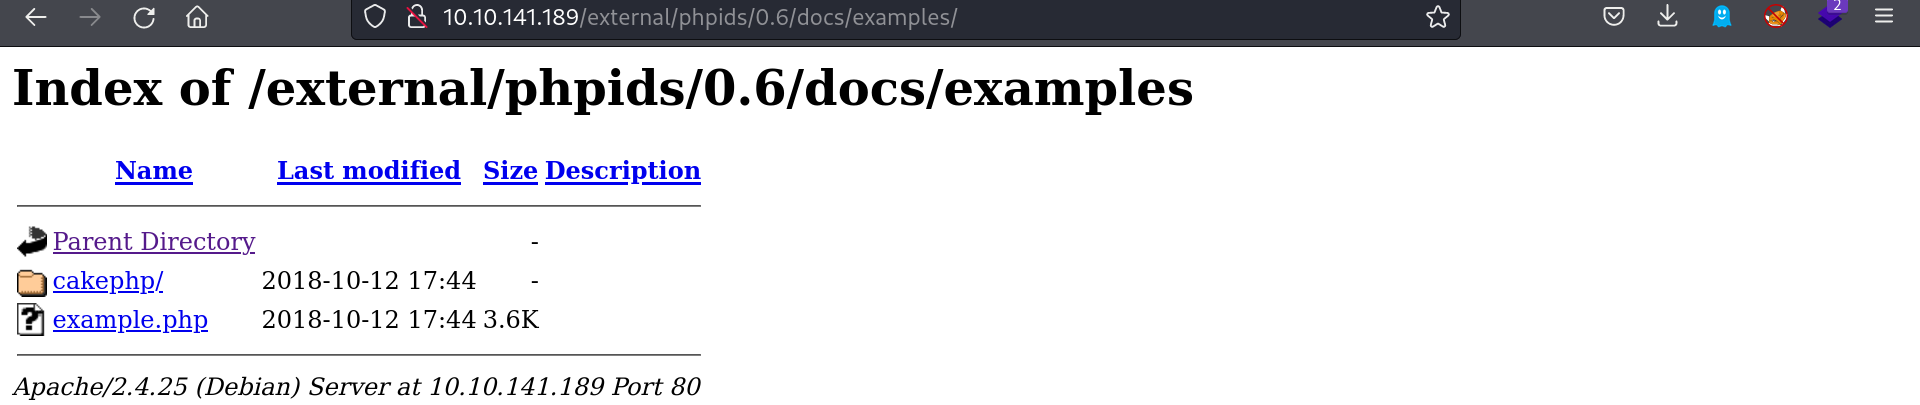 10.10.141.189/external/phpids/0.6/docs/examples/
2
Index of /external/phpids/0.6/docs/examples
Name Last modified Size Description
Parent Directory -
cakephp/ 2018-10-12 17:44 -
example.php 2018-10-12 17:44 3.6K
Apache/2.4.25 (Debian) Server at 10.10.141.189 Port 80